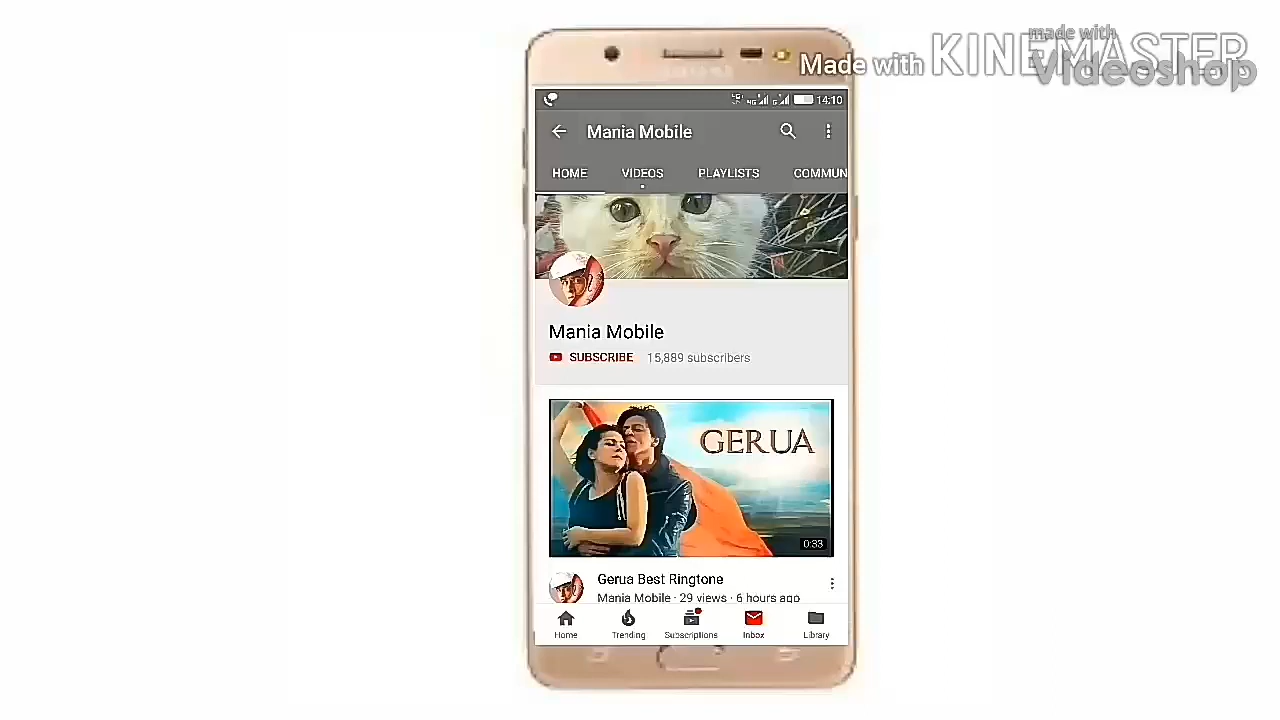 made with
Made with KINEMASTER
Videoshop
14:10
Mania Mobile
HOME VIDEOS PLAYLISTS COMMUN
Mania Mobile
SUBSCRIBE 15,889 subscribers
GERUA
0:33
Gerua Best Ringtone
Mania Mobile · 29 views · 6 hours ago
Home Trending Subscriptions Inbox Library